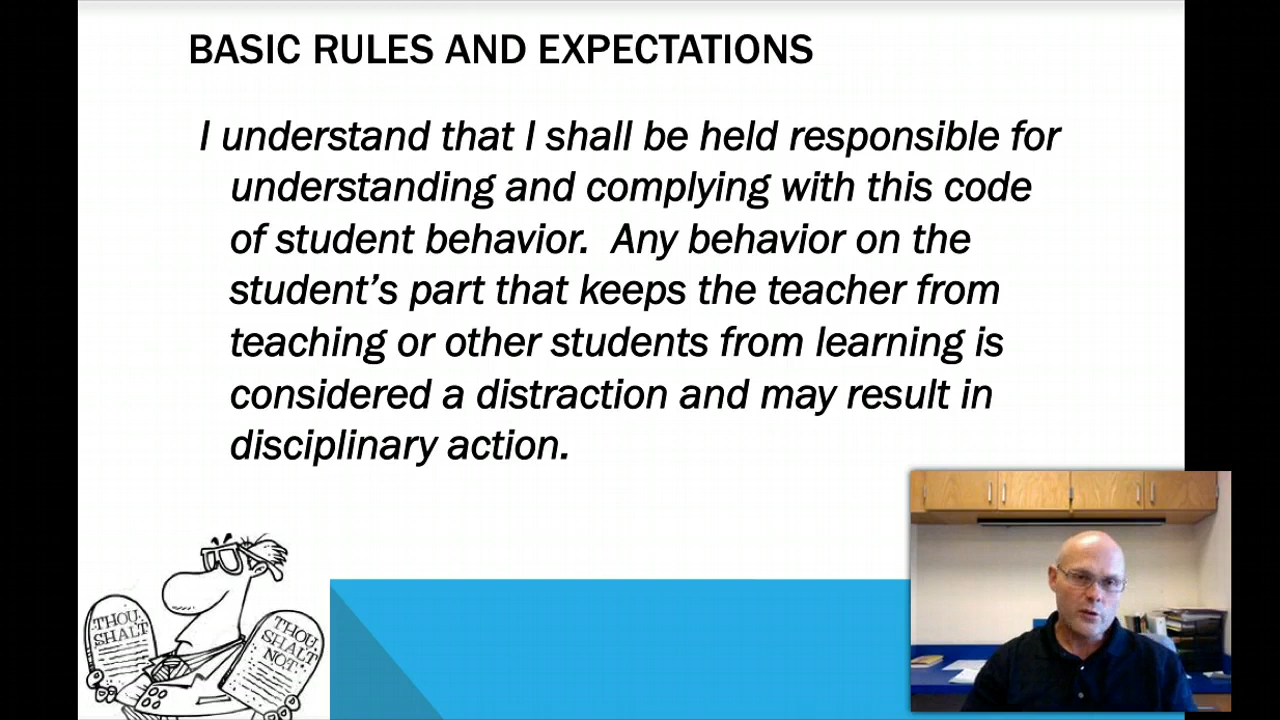 BASIC RULES AND EXPECTATIONS
I understand that I shall be held responsible for
understanding and complying with this code
of student behavior.  Any behavior on the
student’s part that keeps the teacher from
teaching or other students from learning is
considered a distraction and may result in
disciplinary action.
THOU
SHALT
THOU
SHALT
NOT